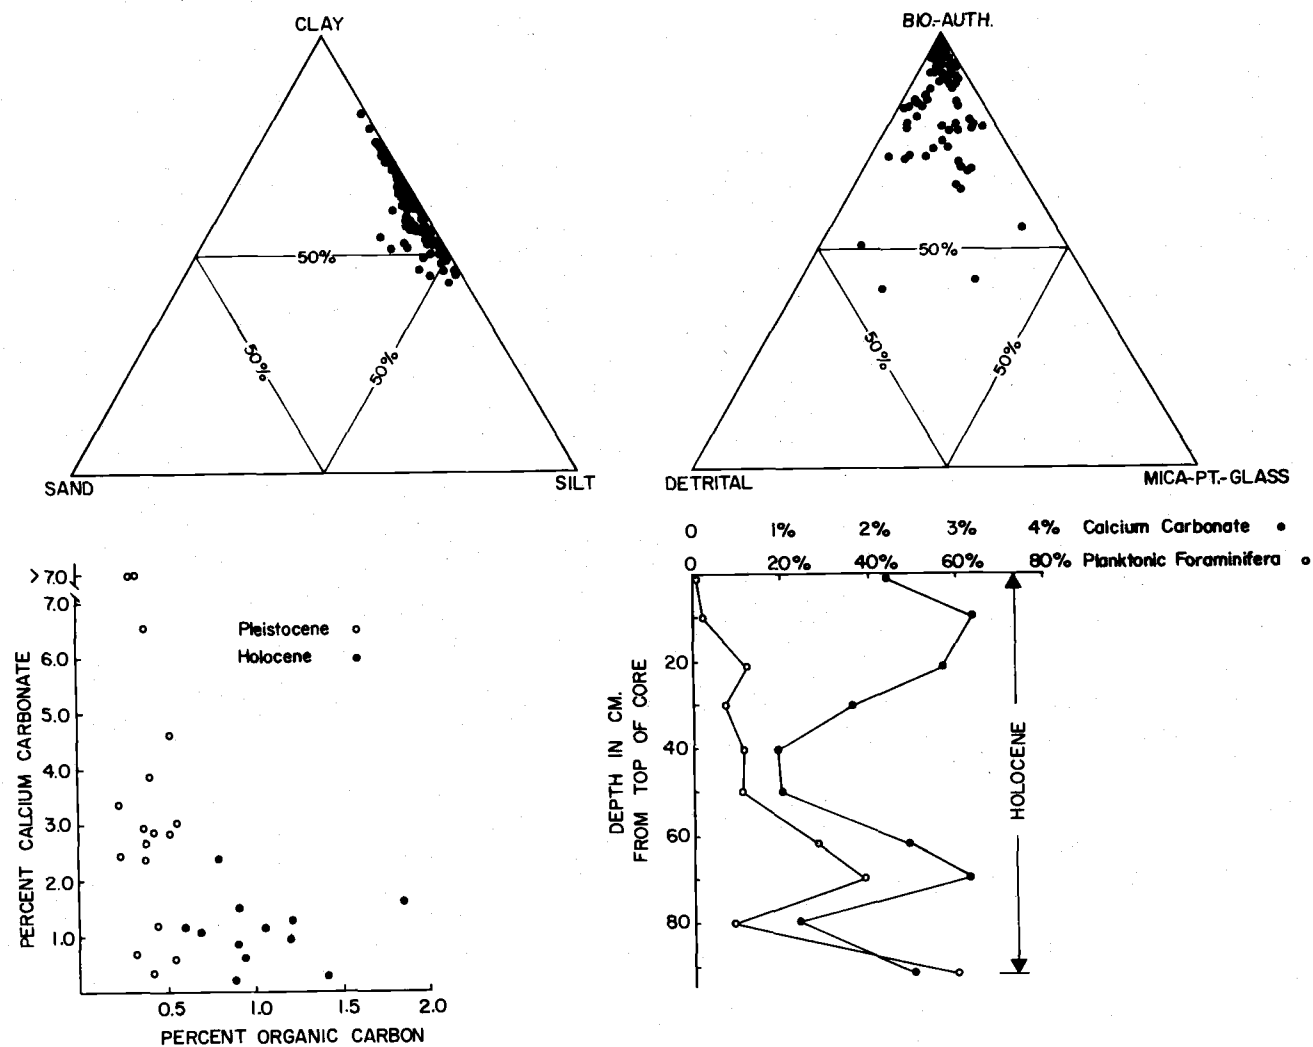 CLAY
50%
50%
50%
SAND
SILT
BIO.-AUTH.
50%
50%
50%
DETRITAL
MICA-PT.-GLASS
>7.0
7.0
6.0
5.0
4.0
3.0
2.0
1.0
PERCENT CALCIUM CARBONATE
Pleistocene
Holocene
0.5 1.0 1.5 2.0
PERCENT ORGANIC CARBON
0 1% 2% 3% 4% Calcium Carbonate
0 20% 40% 60% 80% Planktonic Foraminifera
20
40
60
80
DEPTH IN CM.
FROM TOP OF CORE
HOLOCENE